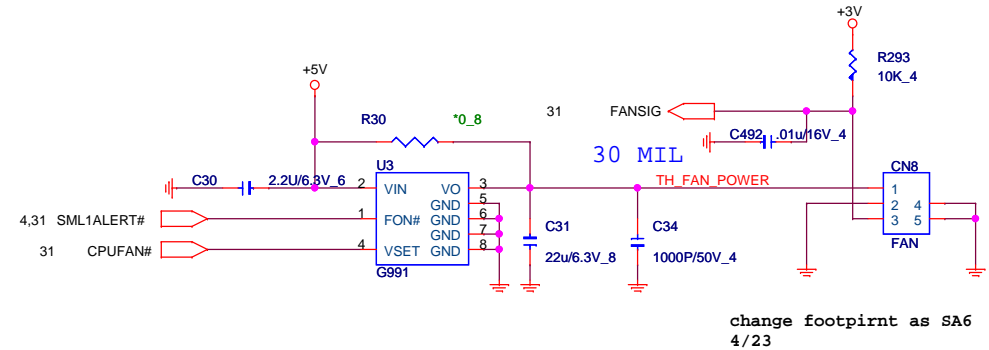 +3V
R293
10K_4
+5V
R30
*0_8
31
FANSIG
C492
.01u/16V_4
30 MIL
C30
2.2U/6.3V_6
U3
2
VIN
VO
3
TH_FAN_POWER
CN8
1
GND
5
2
4
4,31
SML1ALERT#
1
FON#
GND
6
3
5
GND
7
C31
C34
FAN
31
CPUFAN#
4
VSET
GND
8
22u/6.3V_8
1000P/50V_4
G991
change footpirnt as SA6
4/23